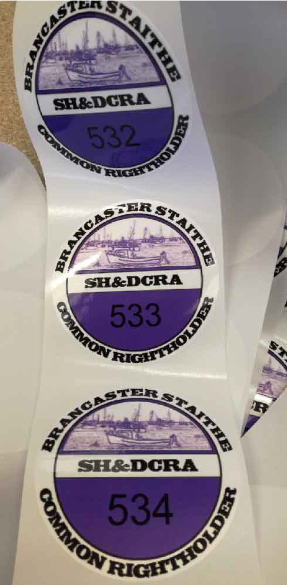 BRANCASTER STAITHE
SH&DCRA
532
COMMON RIGHTHOLDER
BRANCASTER STAITHE
SH&DCRA
533
COMMON RIGHTHOLDER
BRANCASTER STAITHE
SH&DCRA
534
COMMON RIGHTHOLDER